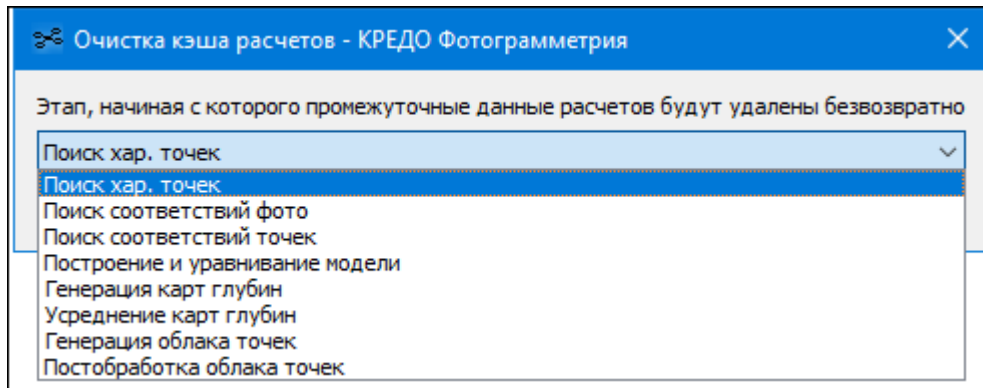 Очистка кэша расчетов - КРЕДО Фотограмметрия
Этап, начиная с которого промежуточные данные расчетов будут удалены безвозвратно
Поиск хар. точек
Поиск хар. точек
Поиск соответствий фото
Поиск соответствий точек
Построение и уравнивание модели
Генерация карт глубин
Усреднение карт глубин
Генерация облака точек
Постобработка облака точек